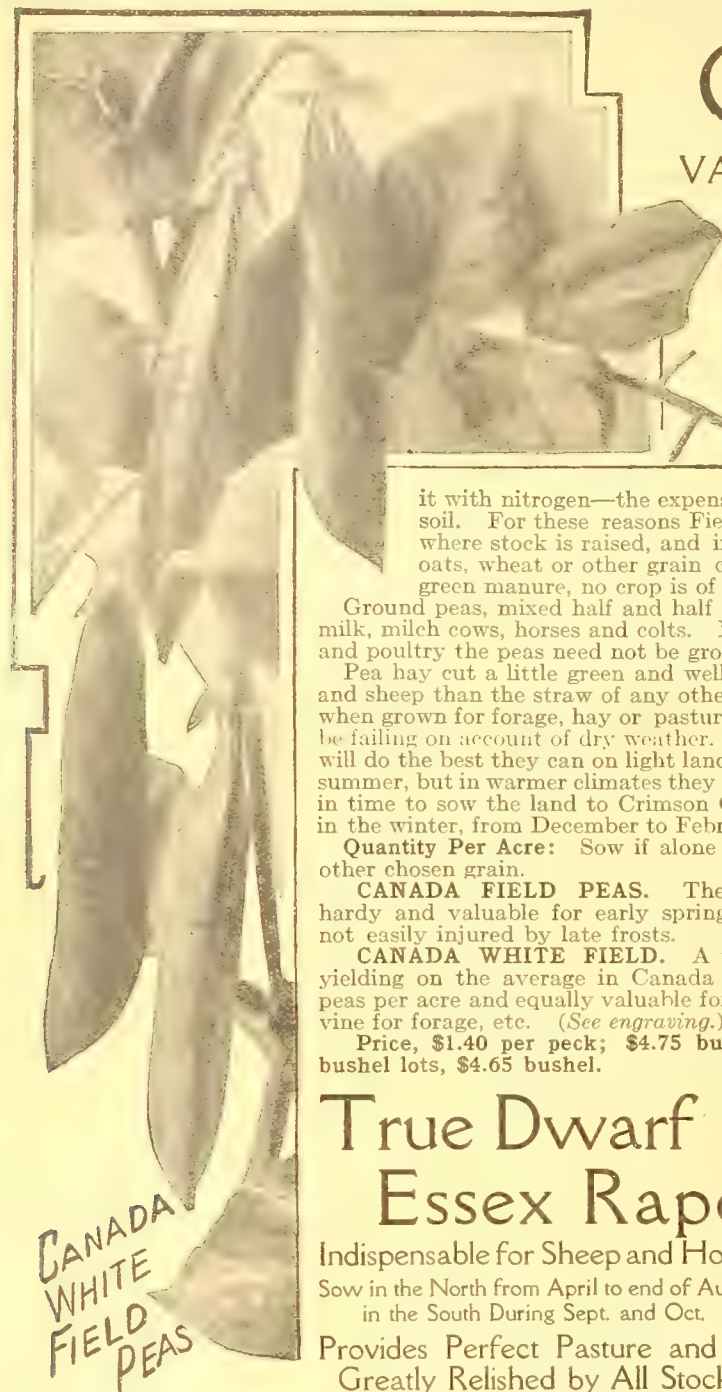 C
VA
it with nitrogen—the expens
soil. For these reasons Fie
where stock is raised, and i
oats, wheat or other grain c
green manure, no crop is of
Ground peas, mixed half and half
milk, milch cows, horses and colts.
and poultry the peas need not be gro
Pea hay cut a little green and well
and sheep than the straw of any othe
when grown for forage, hay or pastur
be failing on account of dry weather.
will do the best they can on light land
summer, but in warmer climates they
in time to sow the land to Crimson
in the winter, from December to Febr
Quantity Per Acre: Sow if alone
other chosen grain.
CANADA FIELD PEAS. The
hardy and valuable for early spring
not easily injured by late frosts.
CANADA WHITE FIELD. A
yielding on the average in Canada
peas per acre and equally valuable fo
vine for forage, etc. (See engraving.)
Price, $1.40 per peck; $4.75 bu
bushel lots, $4.65 bushel.
True Dwarf
Essex Rape
Indispensable for Sheep and Ho
Sow in the North from April to end of Au
in the South During Sept. and Oct.
Provides Perfect Pasture and
Greatly Relished by All Stock
CANADA
WHITE
FIELD
PEAS